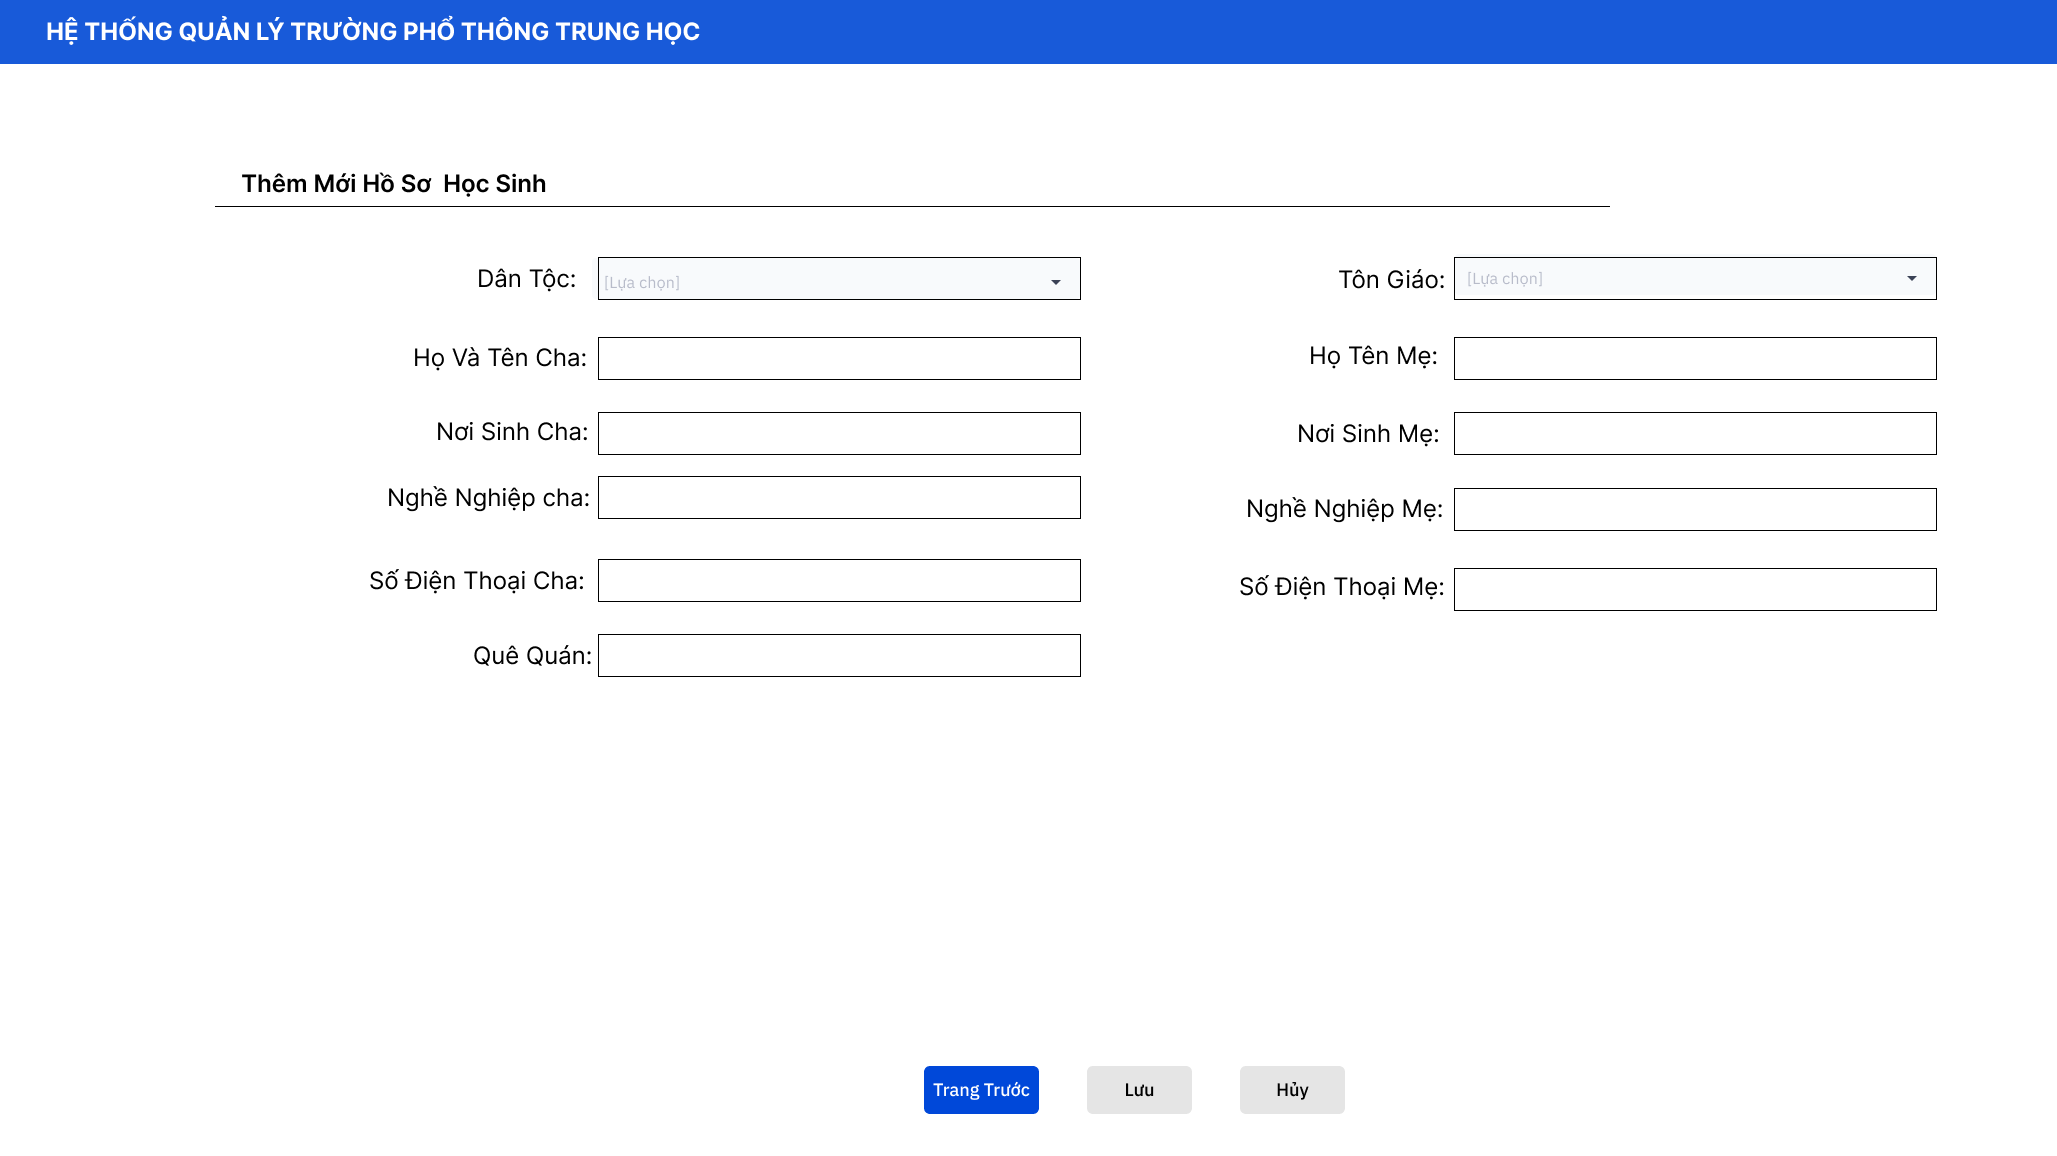 HỆ THỐNG QUẢN LÝ TRƯỜNG PHỔ THÔNG TRUNG HỌC
Thêm Mới Hồ Sơ  Học Sinh
Dân Tộc: [Lựa chọn]
Tôn Giáo: [Lựa chọn]
Họ Và Tên Cha:
Họ Tên Mẹ:
Nơi Sinh Cha:
Nơi Sinh Mẹ:
Nghề Nghiệp cha:
Nghề Nghiệp Mẹ:
Số Điện Thoại Cha:
Số Điện Thoại Mẹ:
Quê Quán:
Trang Trước
Lưu
Hủy